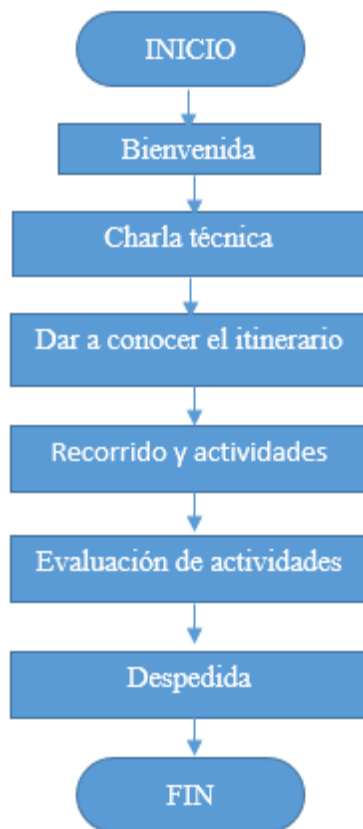 INICIO
Bienvenida
Charla técnica
Dar a conocer el itinerario
Recorrido y actividades
Evaluación de actividades
Despedida
FIN